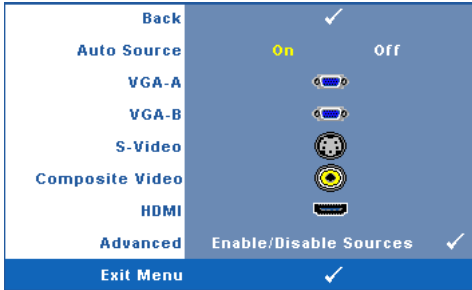 Back
Auto Source On Off
VGA-A
VGA-B
S-Video
Composite Video
HDMI
Advanced Enable/Disable Sources
Exit Menu